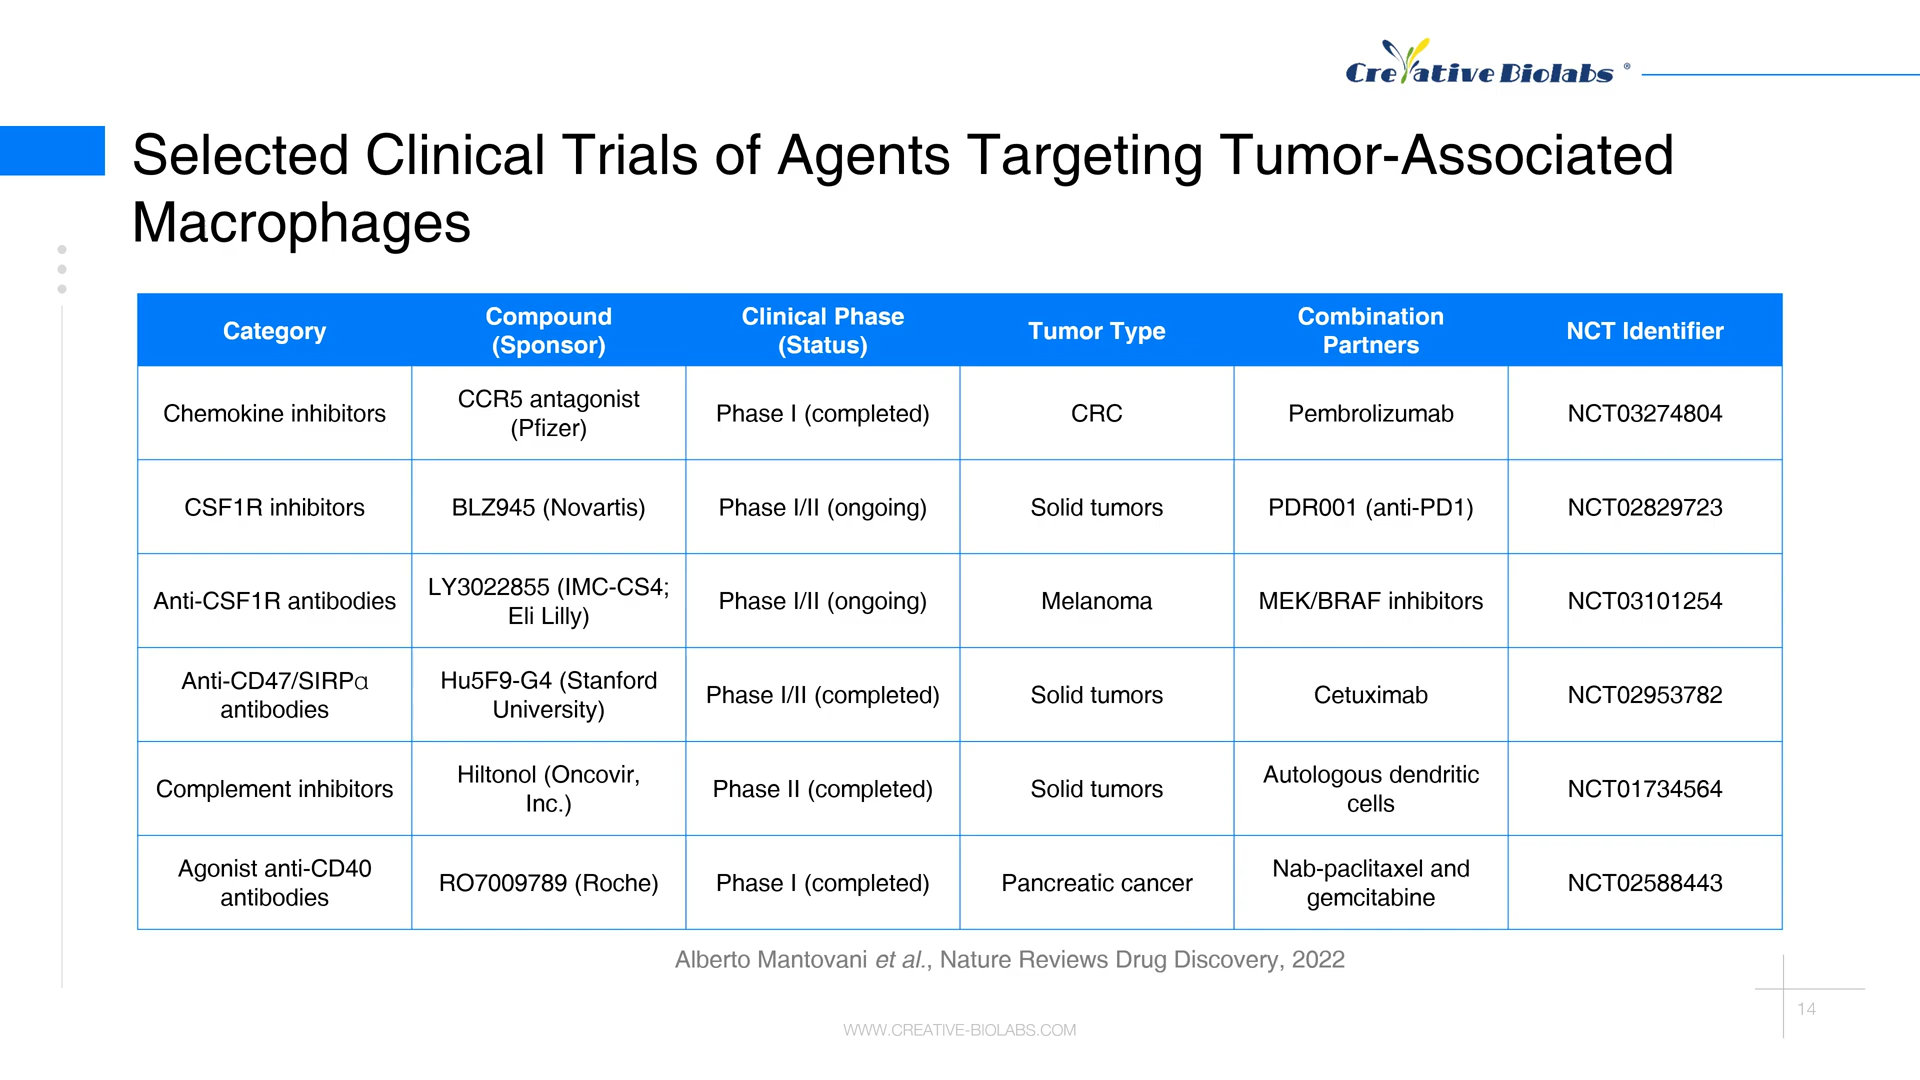 Creative Biolabs ®
Selected Clinical Trials of Agents Targeting Tumor-Associated
Macrophages
Category
Compound
(Sponsor)
Clinical Phase
(Status)
Tumor Type
Combination
Partners
NCT Identifier
Chemokine inhibitors
CCR5 antagonist
(Pfizer)
Phase I (completed)
CRC
Pembrolizumab
NCT03274804
CSF1R inhibitors
BLZ945 (Novartis)
Phase I/II (ongoing)
Solid tumors
PDR001 (anti-PD1)
NCT02829723
Anti-CSF1R antibodies
LY3022855 (IMC-CS4;
Eli Lilly)
Phase I/II (ongoing)
Melanoma
MEK/BRAF inhibitors
NCT03101254
Anti-CD47/SIRPα
antibodies
Hu5F9-G4 (Stanford
University)
Phase I/II (completed)
Solid tumors
Cetuximab
NCT02953782
Complement inhibitors
Hiltonol (Oncovir,
Inc.)
Phase II (completed)
Solid tumors
Autologous dendritic
cells
NCT01734564
Agonist anti-CD40
antibodies
RO7009789 (Roche)
Phase I (completed)
Pancreatic cancer
Nab-paclitaxel and
gemcitabine
NCT02588443
Alberto Mantovani et al., Nature Reviews Drug Discovery, 2022
14
WWW.CREATIVE-BIOLABS.COM